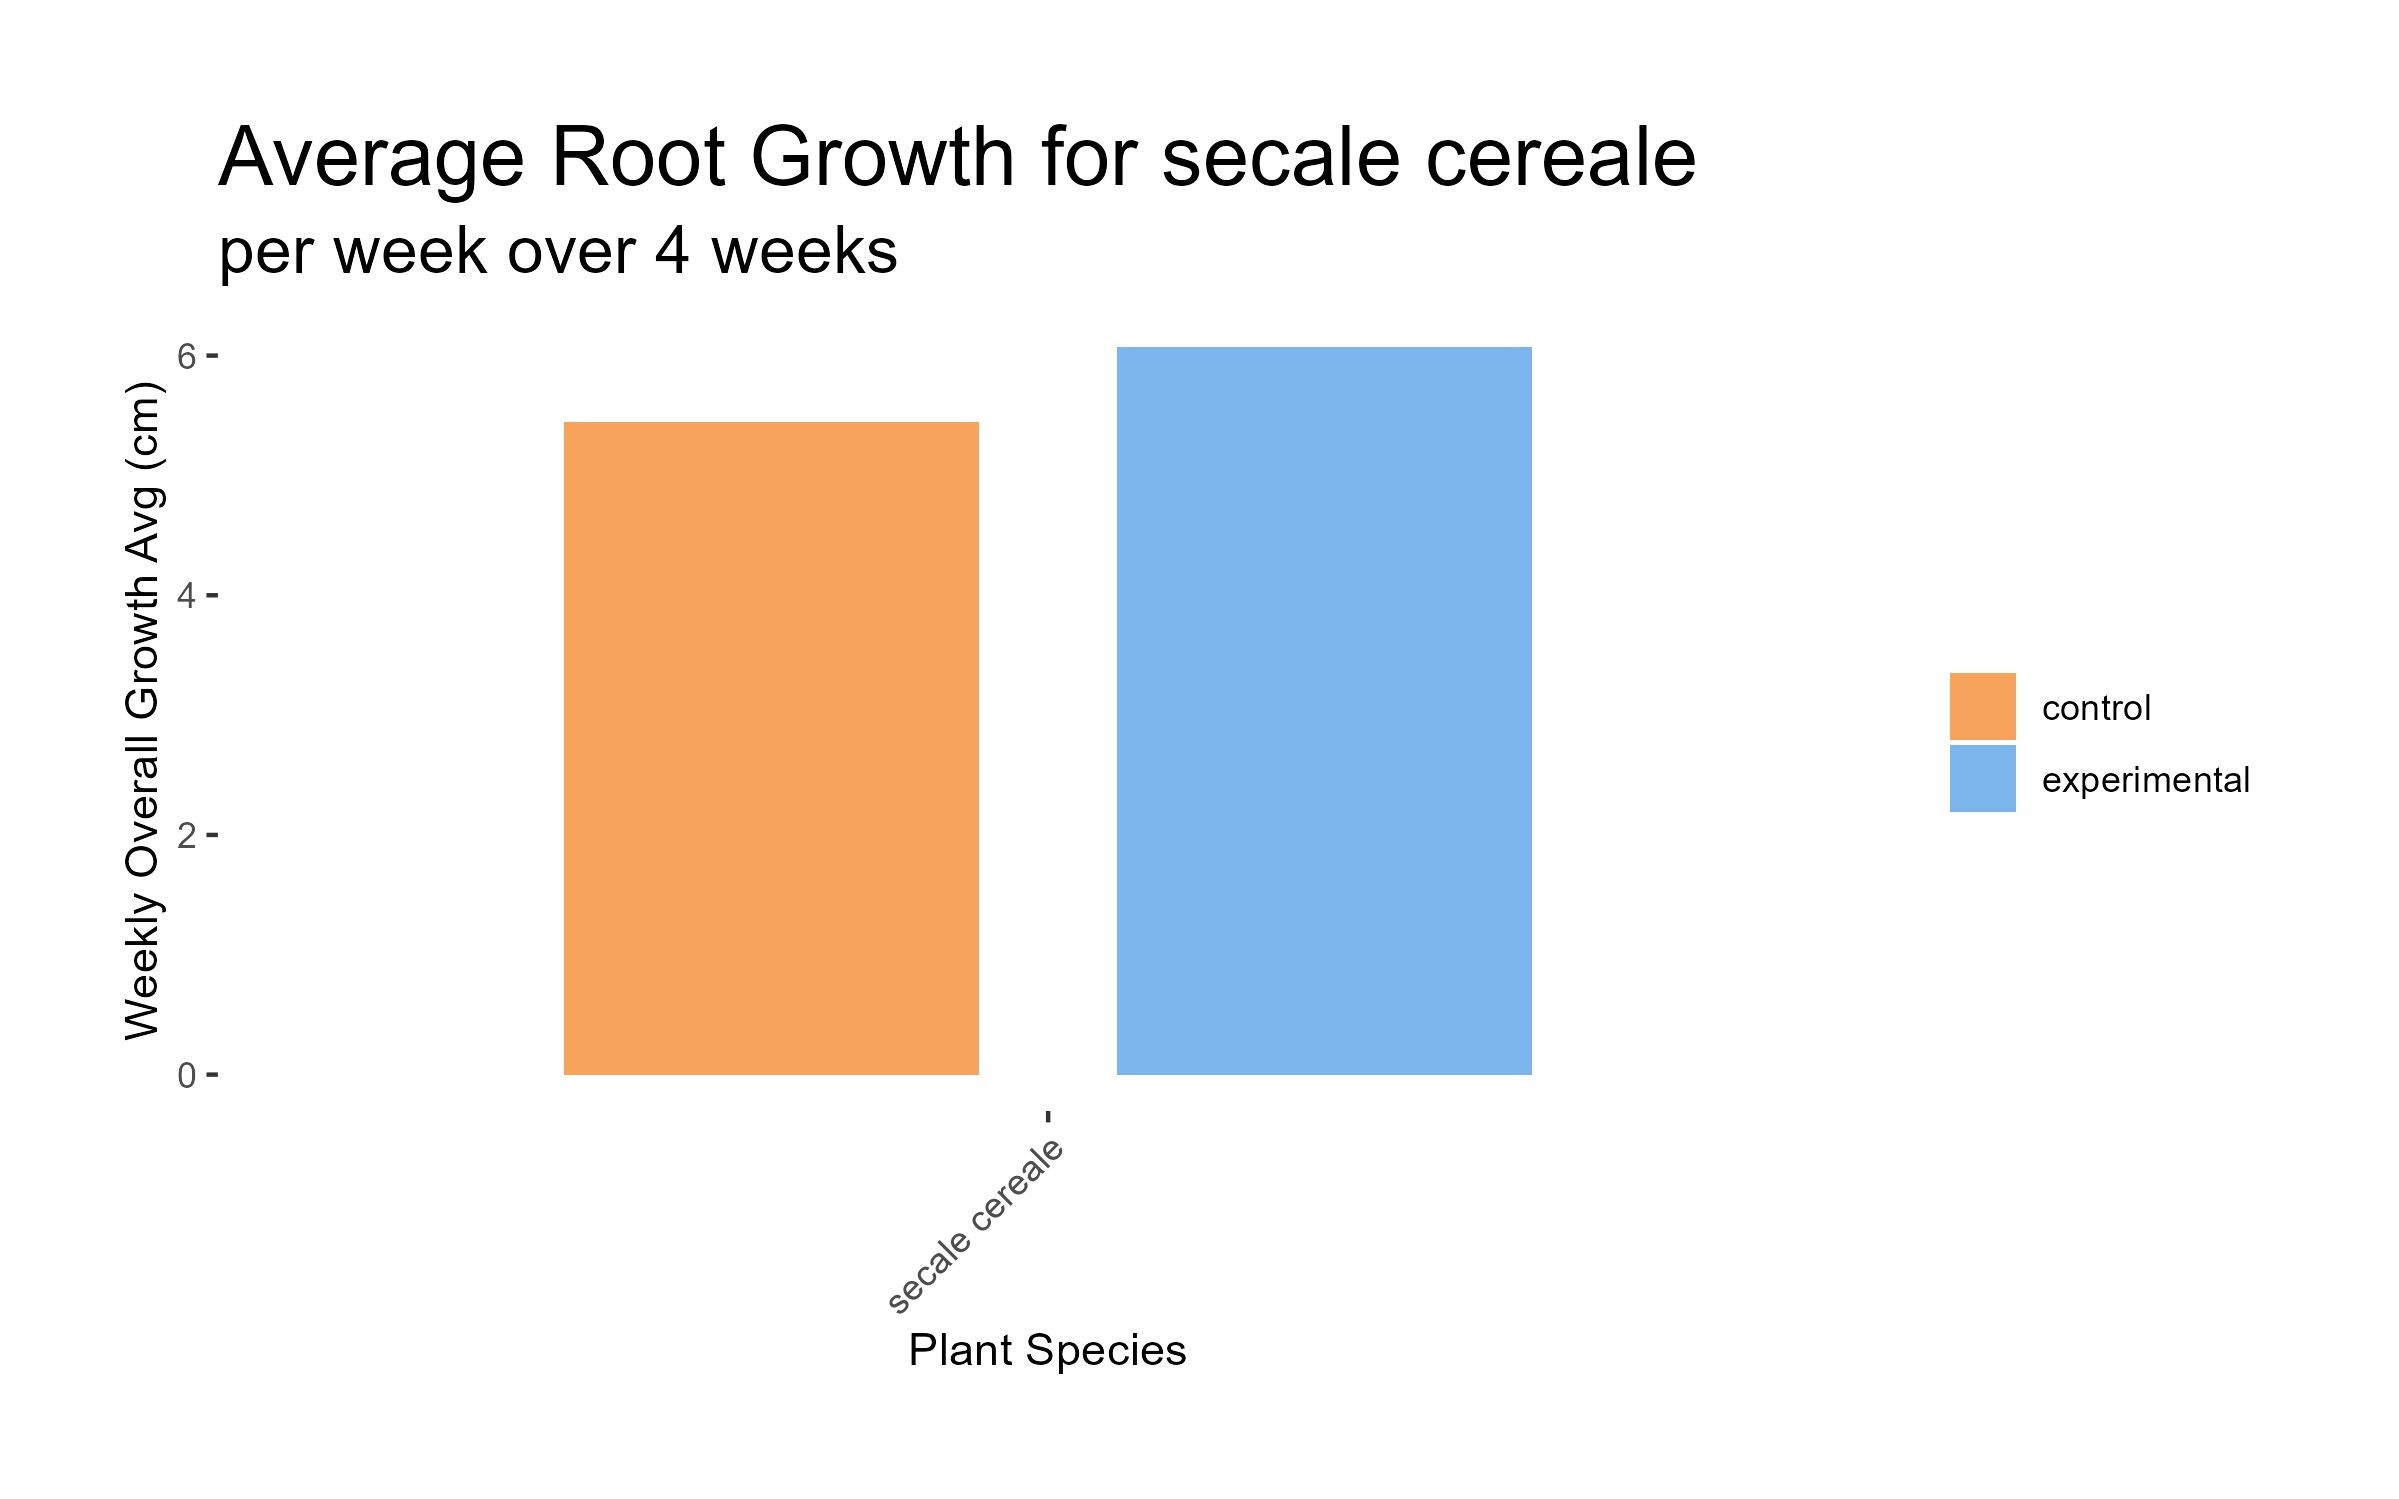 Average Root Growth for secale cereale
per week over 4 weeks
Weekly Overall Growth Avg (cm)
6
4
2
0
secale cereale
Plant Species
control
experimental